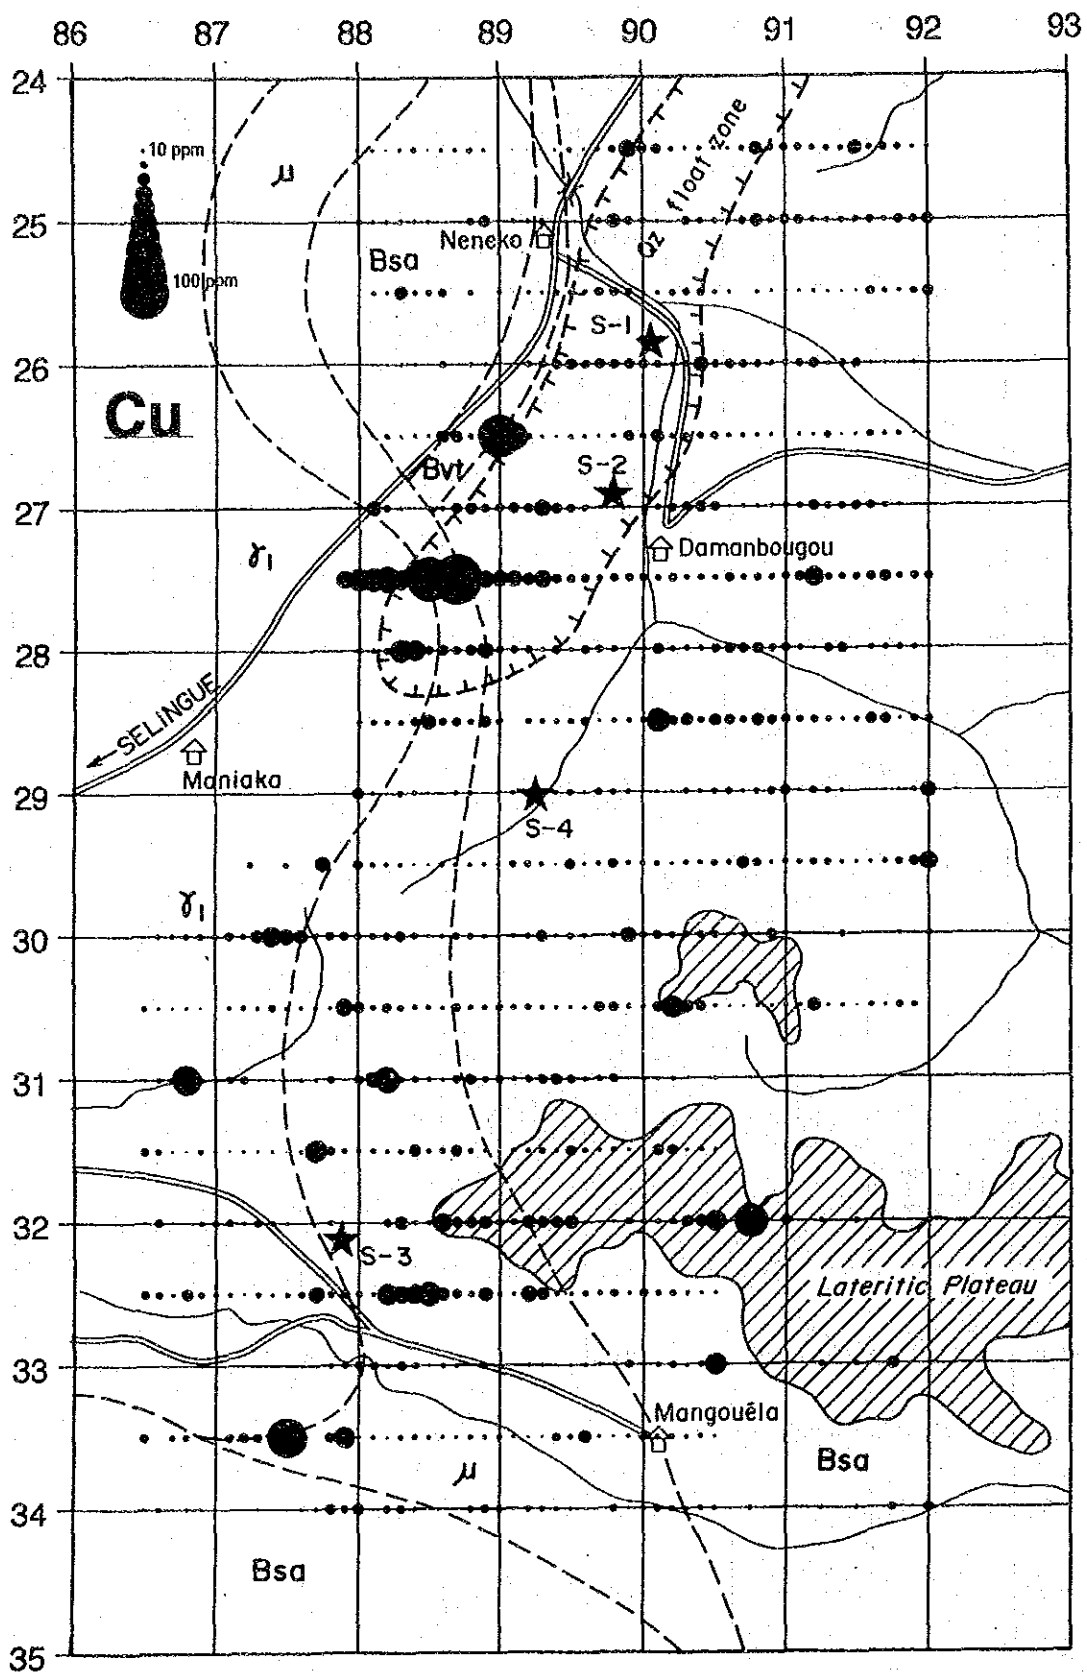 86 87 88 89 90 91 92 93
24
10 ppm
μ
Qz float zone
25
Neneko
Bsa
100 ppm
S-1
26
Cu
Bvt
S-2
27
γ1
Damanbougou
28
← SELINGUE
Maniaka
29
S-4
γ1
30
31
32
S-3
Lateritic Plateau
33
Mangouéla
μ
Bsa
34
Bsa
35